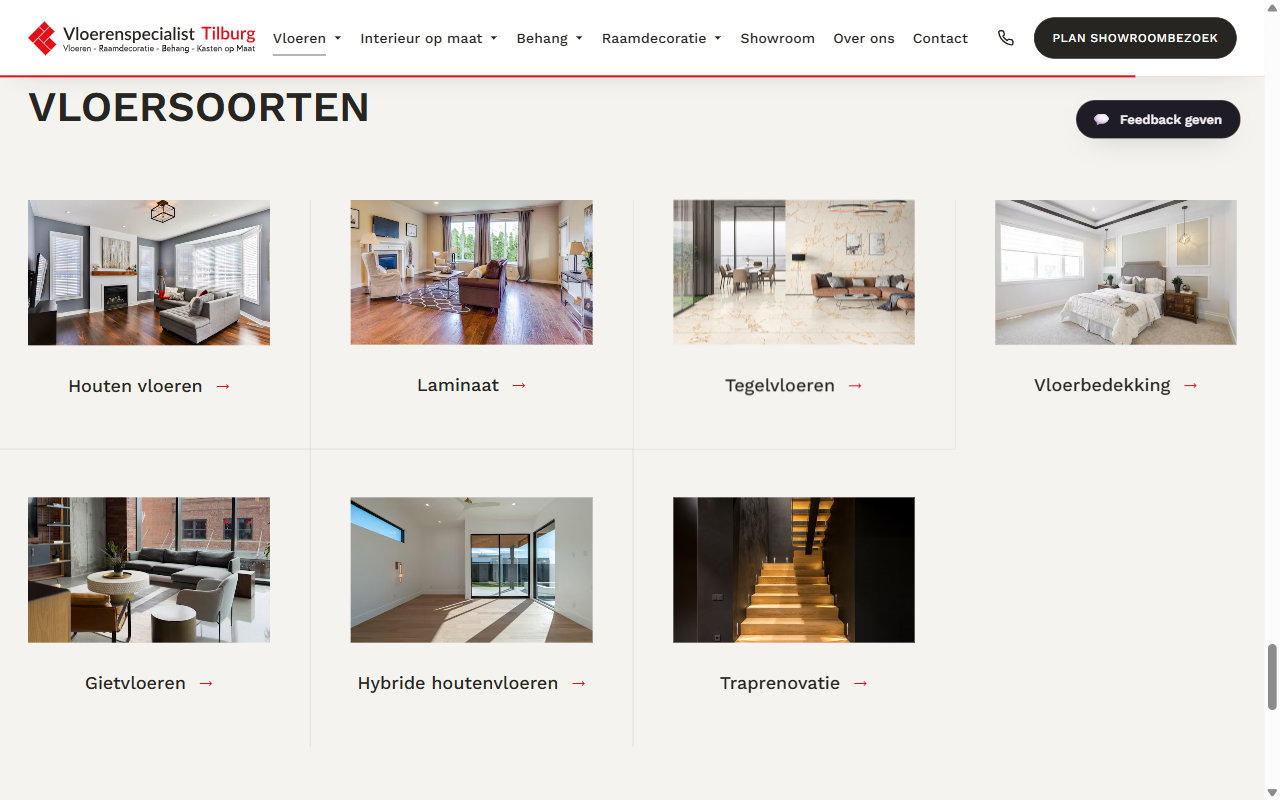 Vloerenspecialist Tilburg
Vloeren - Raamdecoratie - Behang - Kasten op Maat
Vloeren
Interieur op maat
Behang
Raamdecoratie
Showroom
Over ons
Contact
PLAN SHOWROOMBEZOEK
VLOERSOORTEN
Feedback geven
Houten vloeren →
Laminaat →
Tegelvloeren →
Vloerbedekking →
Gietvloeren →
Hybride houtenvloeren →
Traprenovatie →